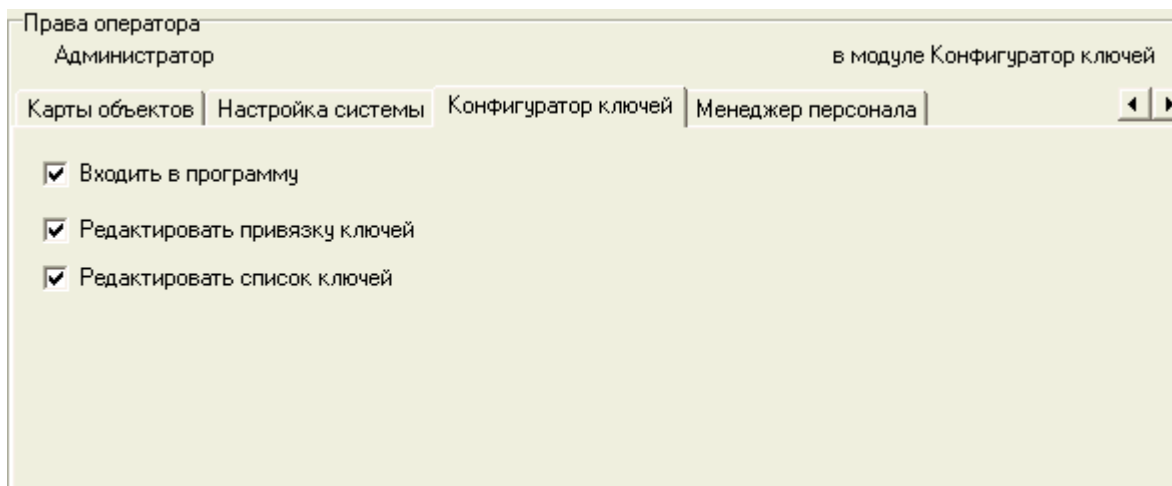 Права оператора
Администратор в модуле Конфигуратор ключей
Карты объектов Настройка системы Конфигуратор ключей Менеджер персонала
Входить в программу
Редактировать привязку ключей
Редактировать список ключей